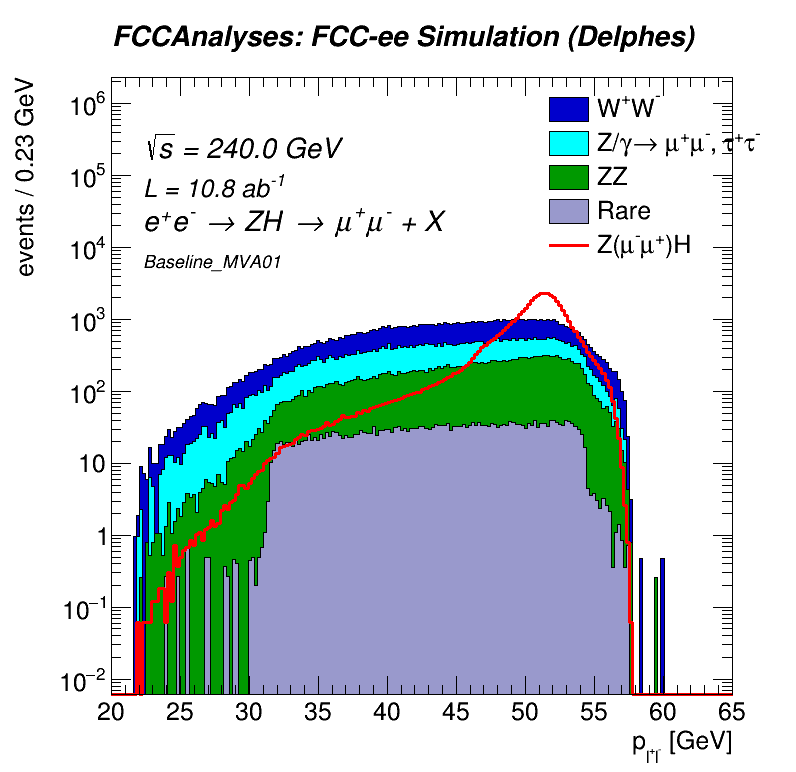 FCCAnalyses: FCC-ee Simulation (Delphes)
events / 0.23 GeV
10⁶
10⁵
10⁴
10³
10²
10
1
10⁻¹
10⁻²
√s = 240.0 GeV
L = 10.8 ab⁻¹
e⁺e⁻ → ZH → μ⁺μ⁻ + X
Baseline_MVA01
W⁺W⁻
Z/γ→ μ⁺μ⁻, τ⁺τ⁻
ZZ
Rare
Z(μ⁻μ⁺)H
20 25 30 35 40 45 50 55 60 65
p_l⁺l⁻ [GeV]